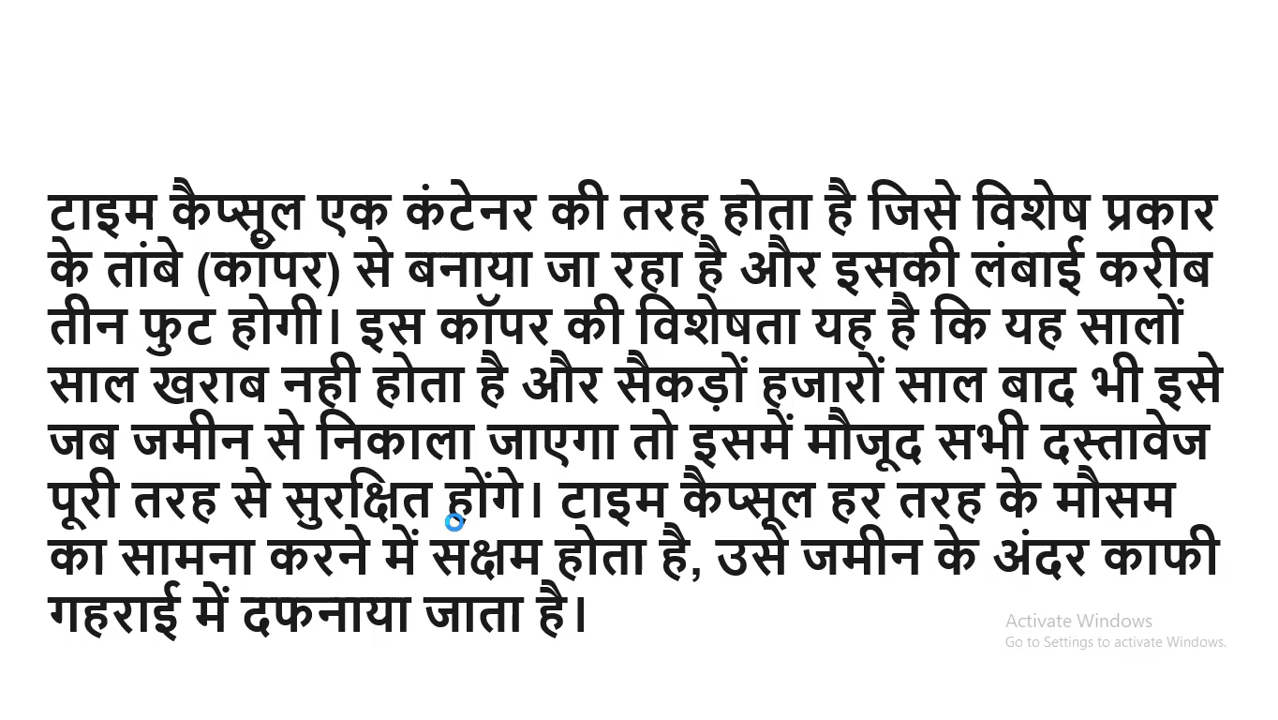 टाइम कैप्सूल एक कंटेनर की तरह होता है जिसे विशेष प्रकार
के तांबे (कॉपर) से बनाया जा रहा है और इसकी लंबाई करीब
तीन फुट होगी। इस कॉपर की विशेषता यह है कि यह सालों
साल खराब नही होता है और सैकड़ों हजारों साल बाद भी इसे
जब जमीन से निकाला जाएगा तो इसमें मौजूद सभी दस्तावेज
पूरी तरह से सुरक्षित होंगे। टाइम कैप्सूल हर तरह के मौसम
का सामना करने में सक्षम होता है, उसे जमीन के अंदर काफी
गहराई में दफनाया जाता है।
Activate Windows
Go to Settings to activate Windows.